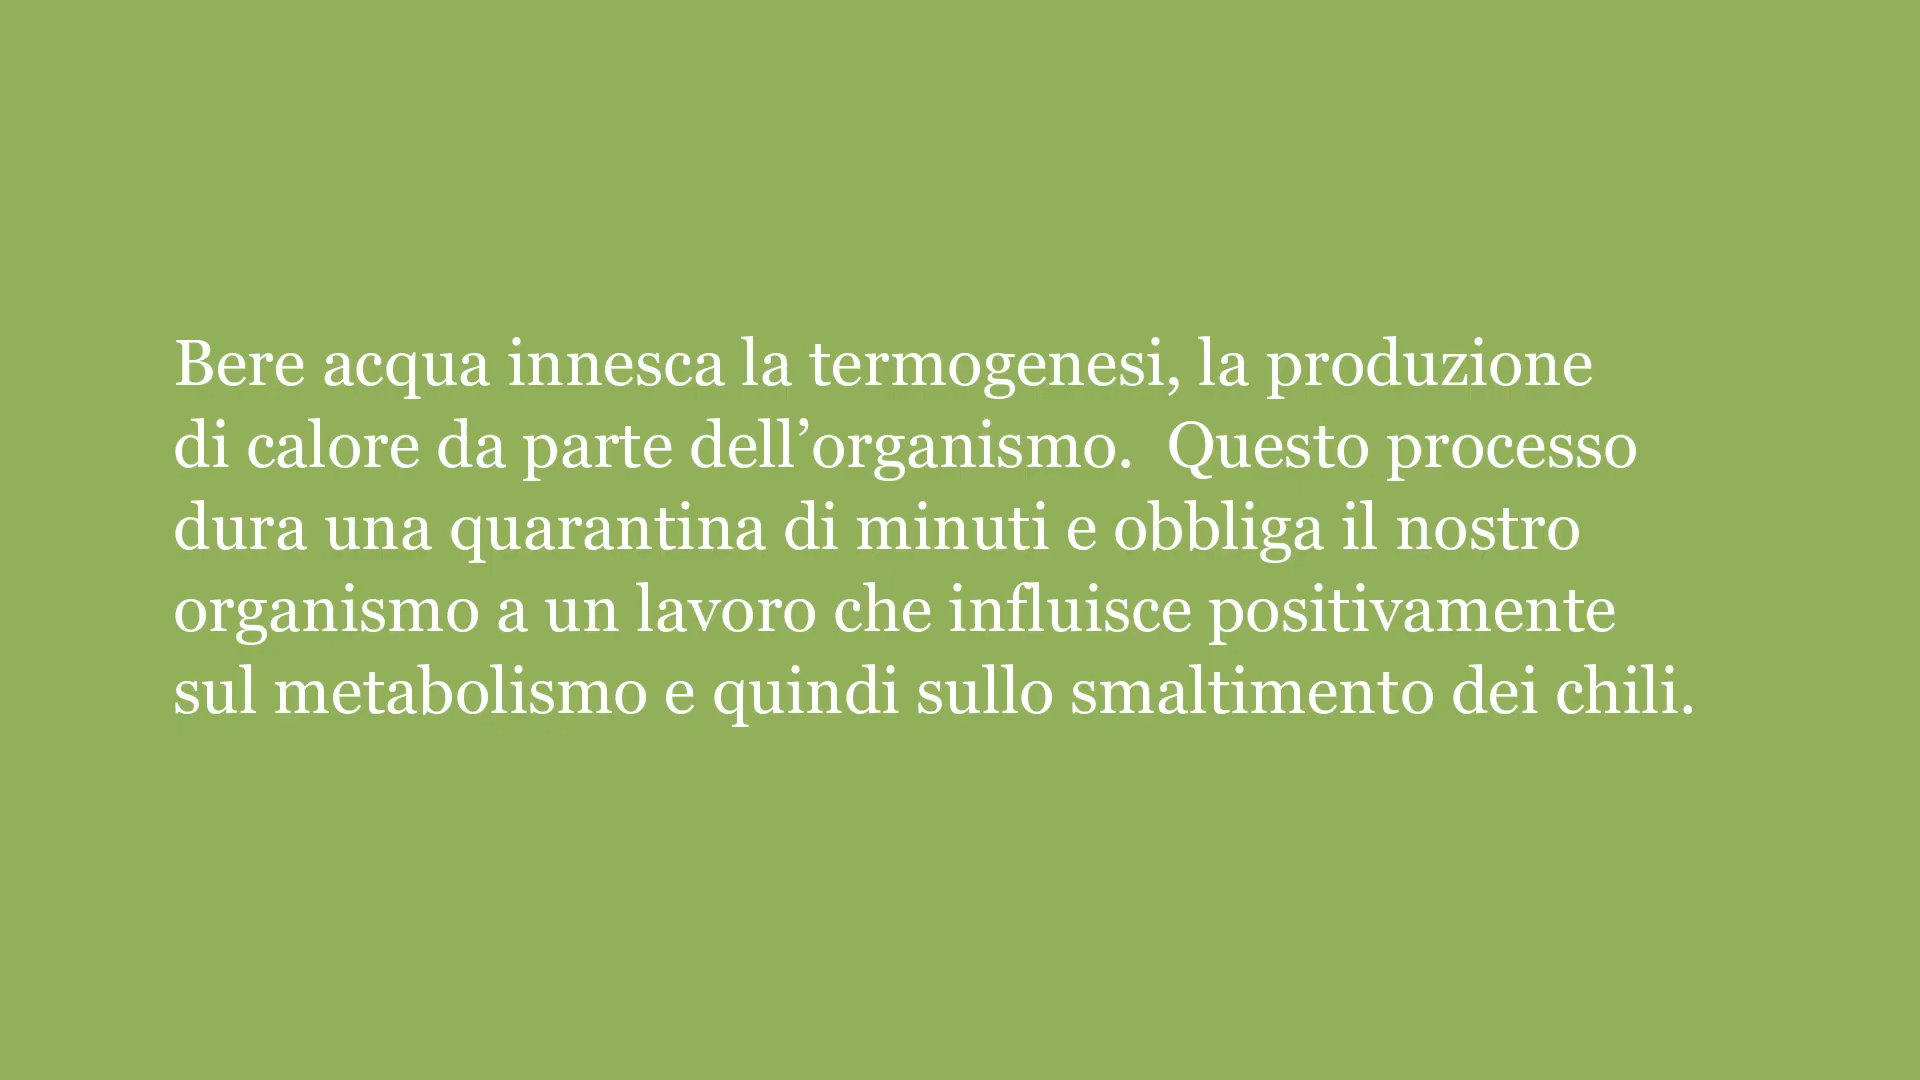 Bere acqua innesca la termogenesi, la produzione
di calore da parte dell’organismo.  Questo processo
dura una quarantina di minuti e obbliga il nostro
organismo a un lavoro che influisce positivamente
sul metabolismo e quindi sullo smaltimento dei chili.